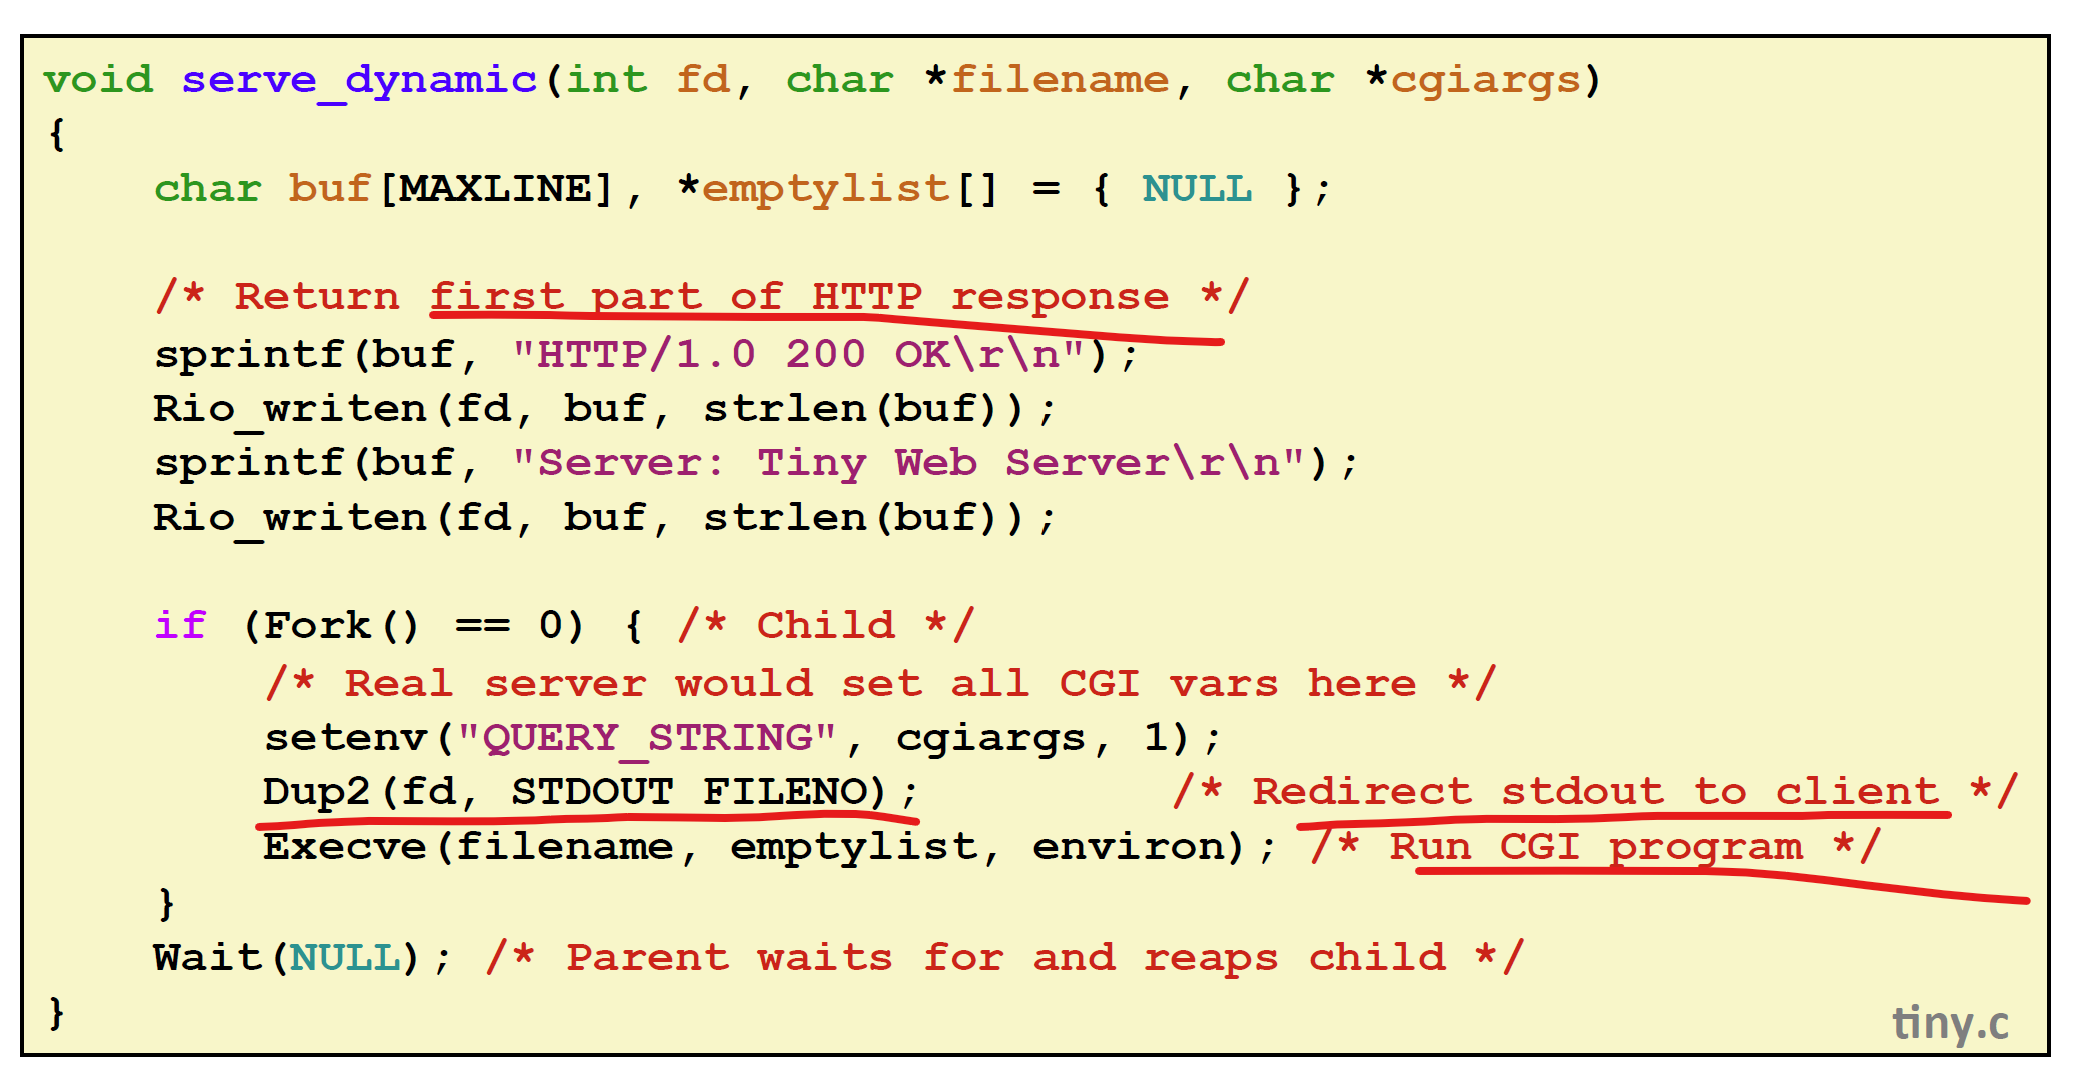 void serve_dynamic(int fd, char *filename, char *cgiargs)
{
    char buf[MAXLINE], *emptylist[] = { NULL };

    /* Return first part of HTTP response */
    sprintf(buf, "HTTP/1.0 200 OK\r\n");
    Rio_writen(fd, buf, strlen(buf));
    sprintf(buf, "Server: Tiny Web Server\r\n");
    Rio_writen(fd, buf, strlen(buf));

    if (Fork() == 0) { /* Child */
        /* Real server would set all CGI vars here */
        setenv("QUERY_STRING", cgiargs, 1);
        Dup2(fd, STDOUT_FILENO);         /* Redirect stdout to client */
        Execve(filename, emptylist, environ); /* Run CGI program */
    }
    Wait(NULL); /* Parent waits for and reaps child */
}
tiny.c